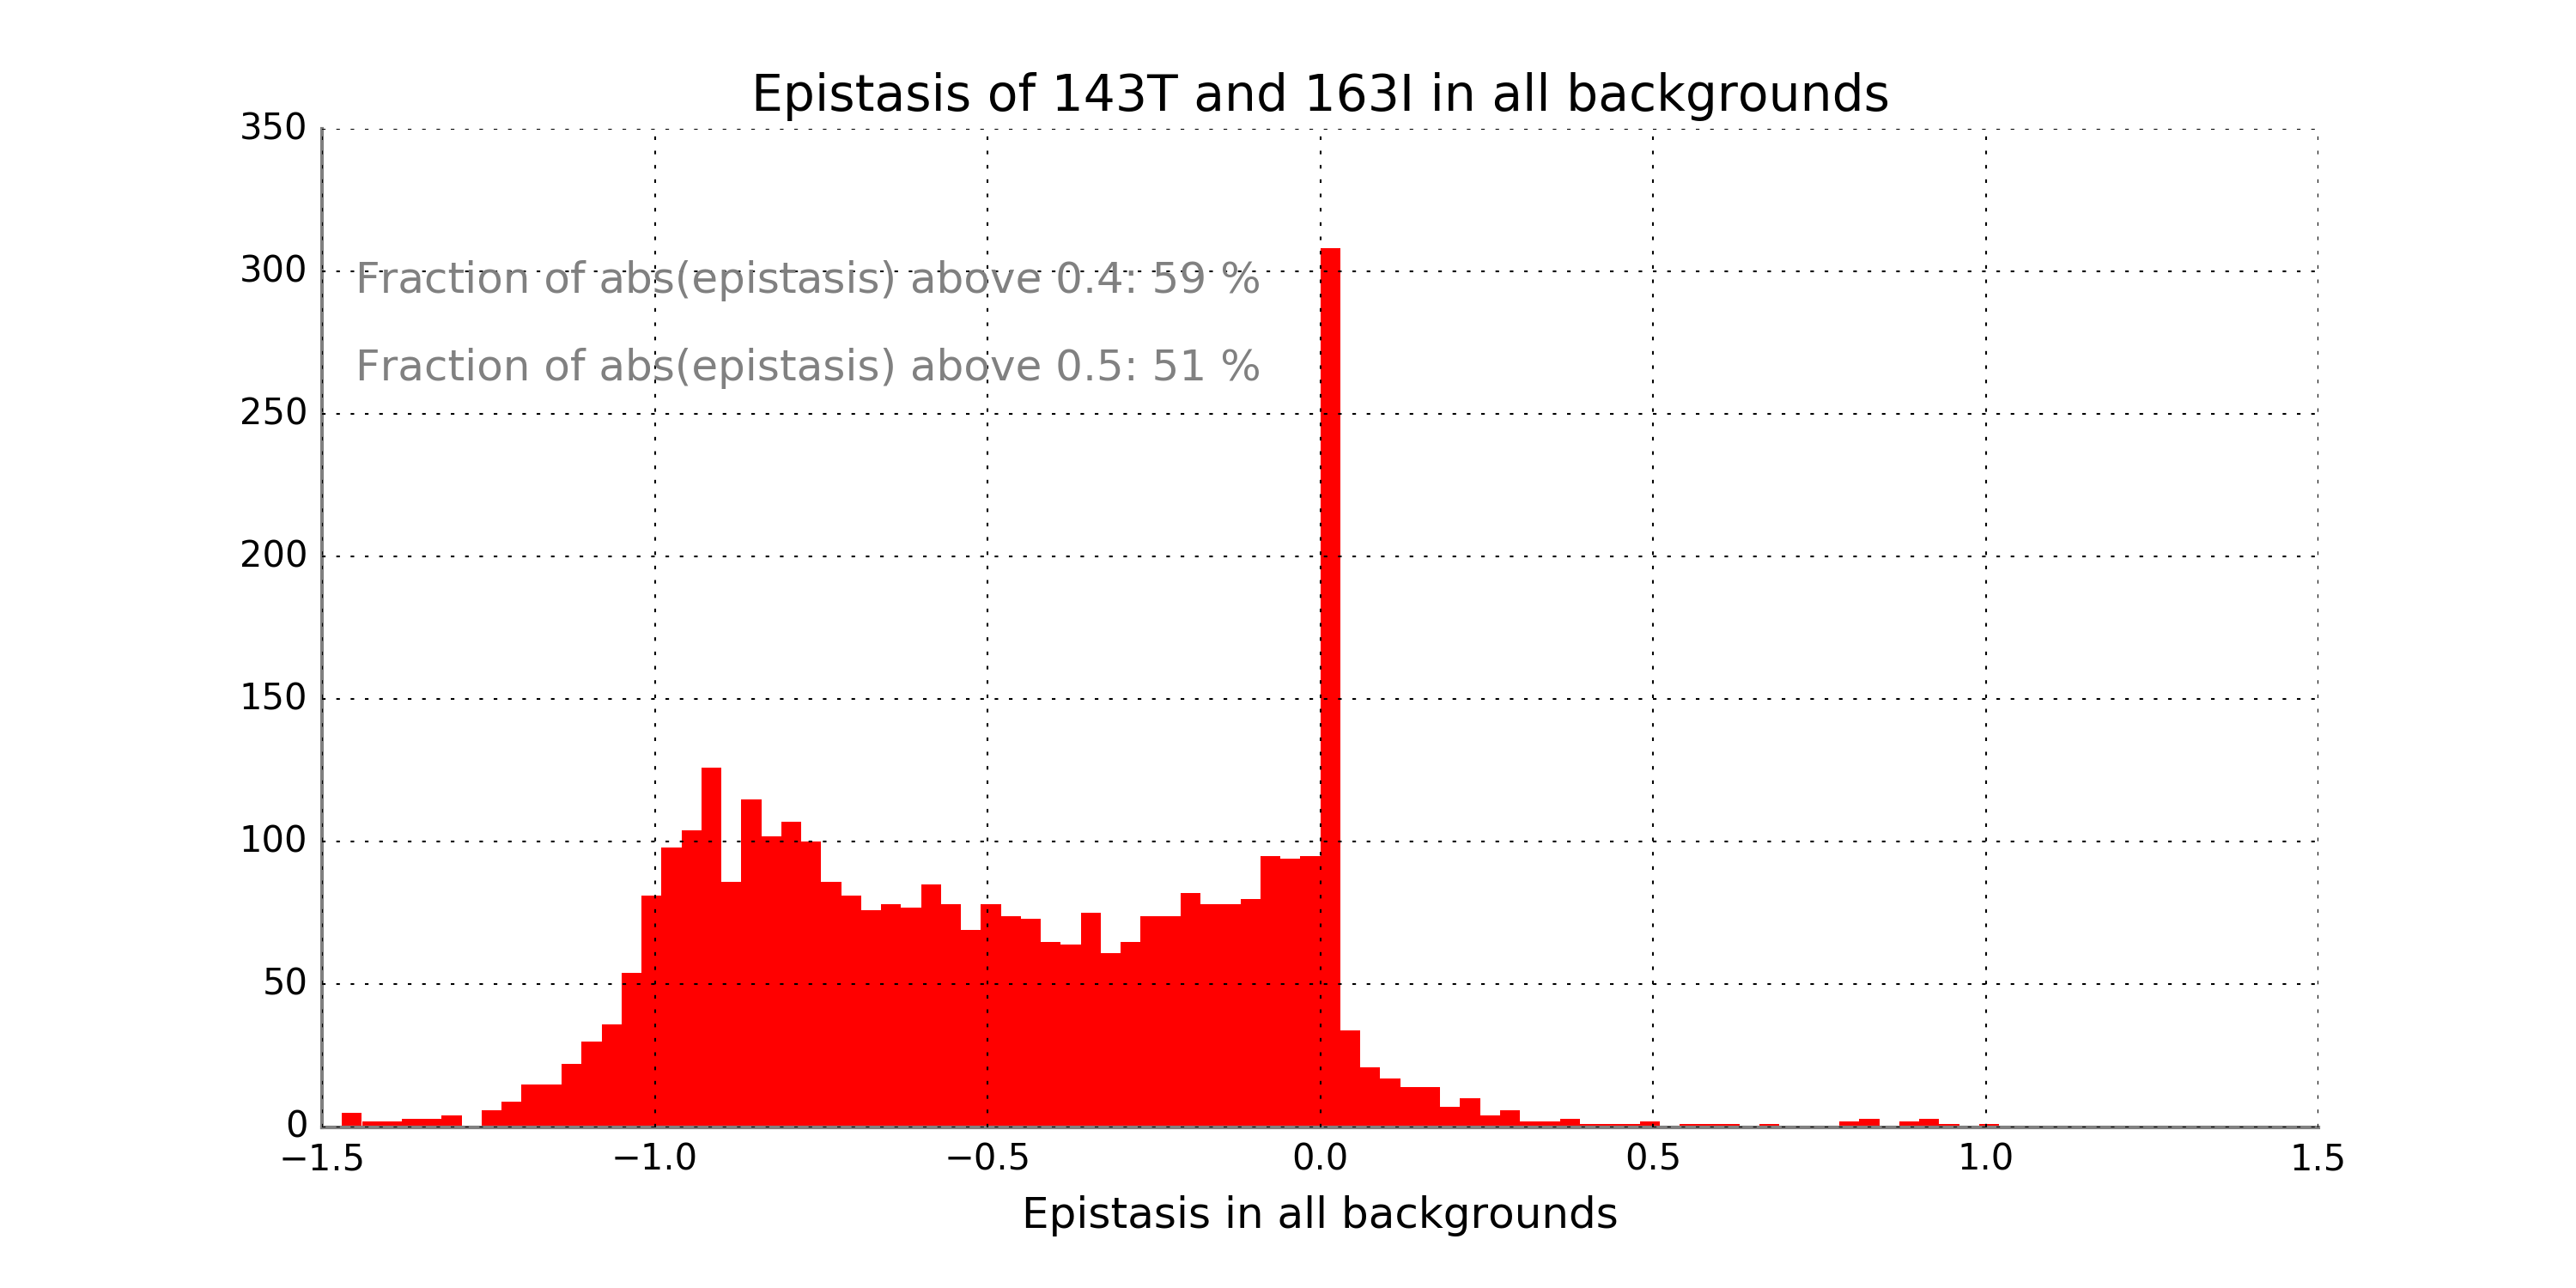 Epistasis of 143T and 163I in all backgrounds
350
300
Fraction of abs(epistasis) above 0.4: 59 %
Fraction of abs(epistasis) above 0.5: 51 %
250
200
150
100
50
0
−1.5 −1.0 −0.5 0.0 0.5 1.0 1.5
Epistasis in all backgrounds